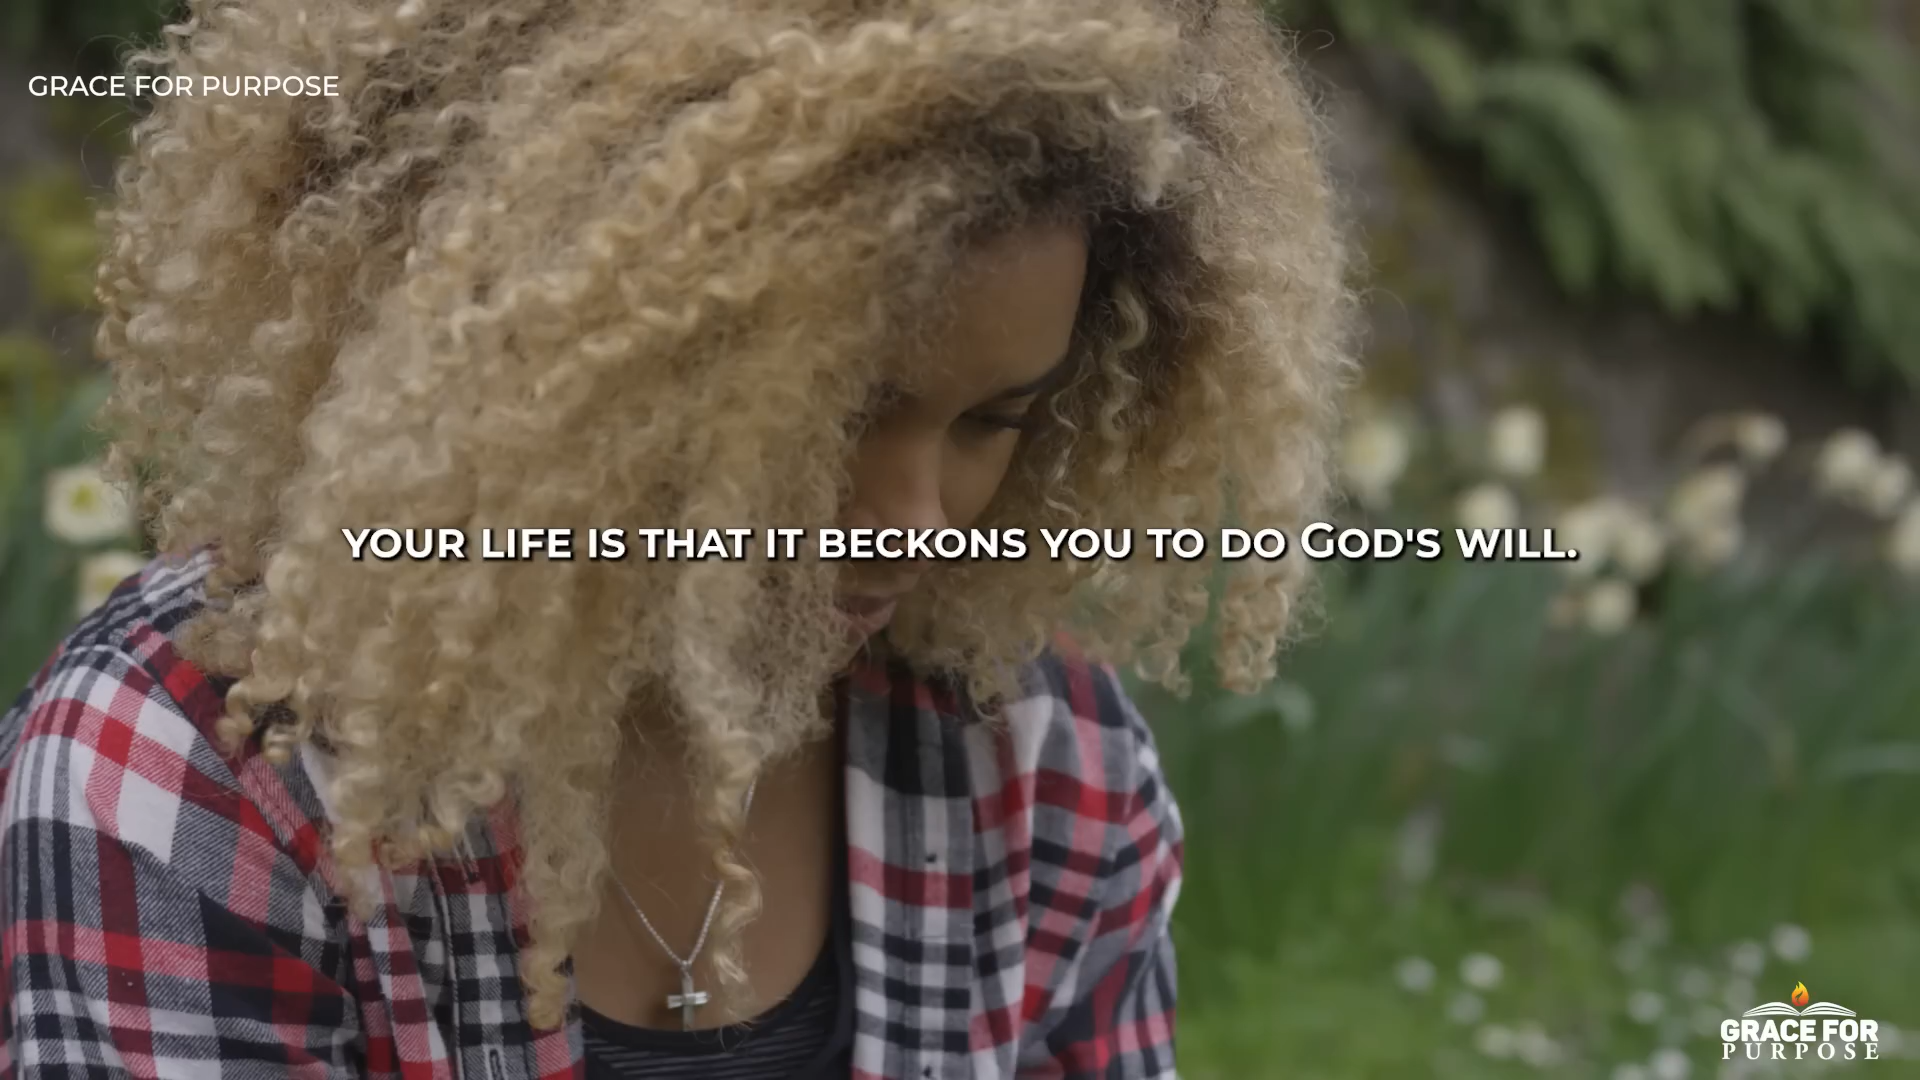 GRACE FOR PURPOSE
YOUR LIFE IS THAT IT BECKONS YOU TO DO GOD'S WILL.
GRACE FOR
PURPOSE